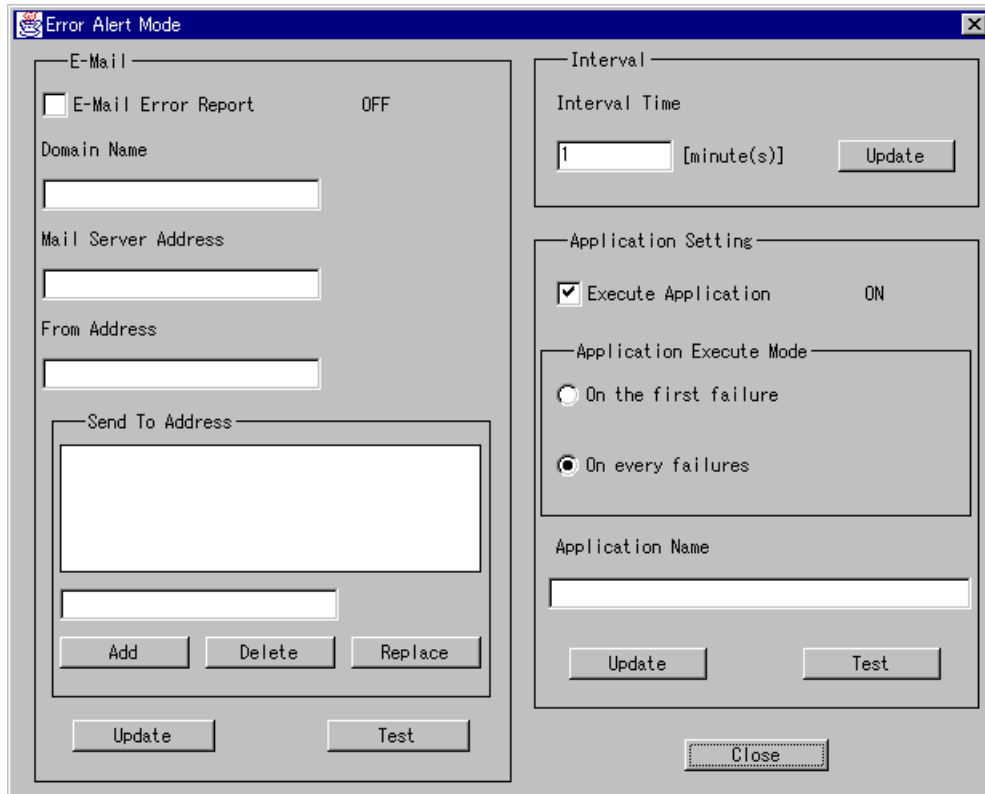 Error Alert Mode
E-Mail
E-Mail Error Report OFF
Domain Name
Mail Server Address
From Address
Send To Address
Add Delete Replace
Update Test
Interval
Interval Time
1 [minute(s)] Update
Application Setting
Execute Application ON
Application Execute Mode
On the first failure
On every failures
Application Name
Update Test
Close